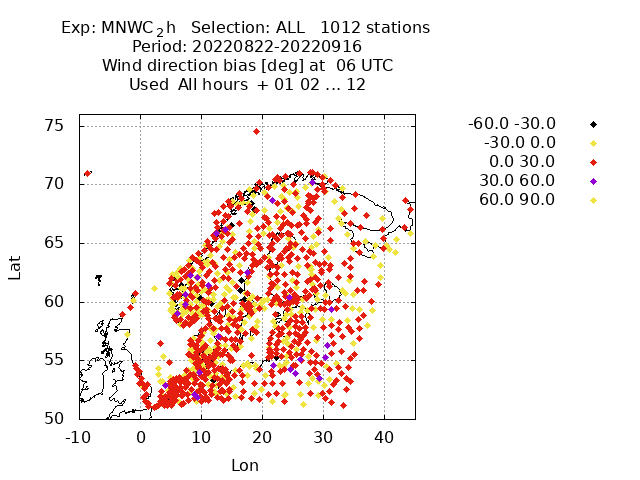 Exp: MNWC2h   Selection: ALL   1012 stations
Period: 20220822-20220916
Wind direction bias [deg] at  06 UTC
Used  All hours  + 01 02 ... 12
-60.0 -30.0
-30.0 0.0
0.0 30.0
30.0 60.0
60.0 90.0
75
70
65
60
55
50
Lat
-10 0 10 20 30 40
Lon